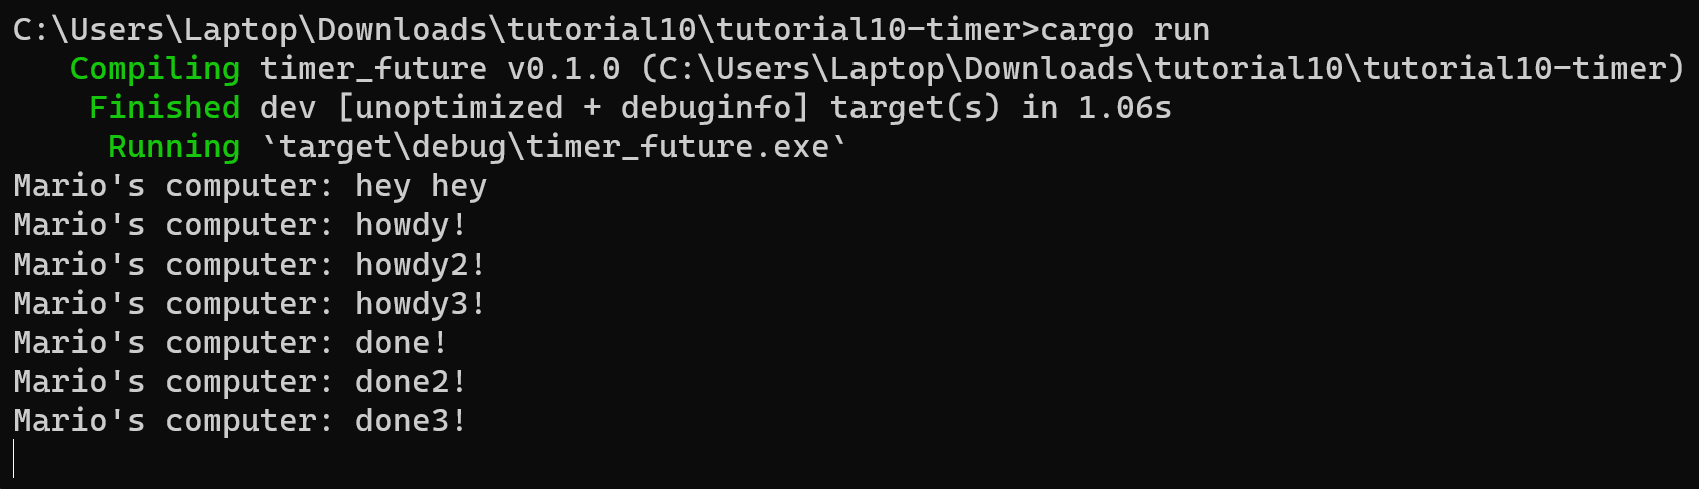 C:\Users\Laptop\Downloads\tutorial10\tutorial10-timer>cargo run
   Compiling timer_future v0.1.0 (C:\Users\Laptop\Downloads\tutorial10\tutorial10-timer)
    Finished dev [unoptimized + debuginfo] target(s) in 1.06s
     Running `target\debug\timer_future.exe`
Mario's computer: hey hey
Mario's computer: howdy!
Mario's computer: howdy2!
Mario's computer: howdy3!
Mario's computer: done!
Mario's computer: done2!
Mario's computer: done3!